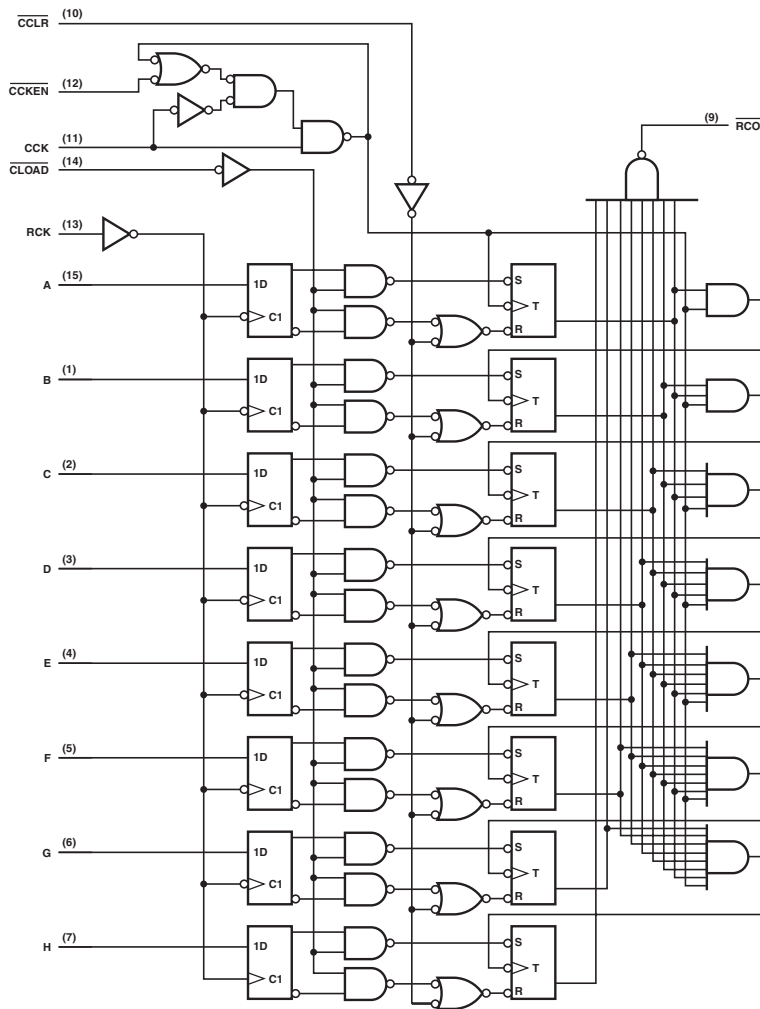 CCLR (10)
CCKEN (12)
CCK (11)
CLOAD (14)
(9) RCO
RCK (13)
A (15) 1D C1 S T R
B (1) 1D C1 S T R
C (2) 1D C1 S T R
D (3) 1D C1 S T R
E (4) 1D C1 S T R
F (5) 1D C1 S T R
G (6) 1D C1 S T R
H (7) 1D C1 S T R